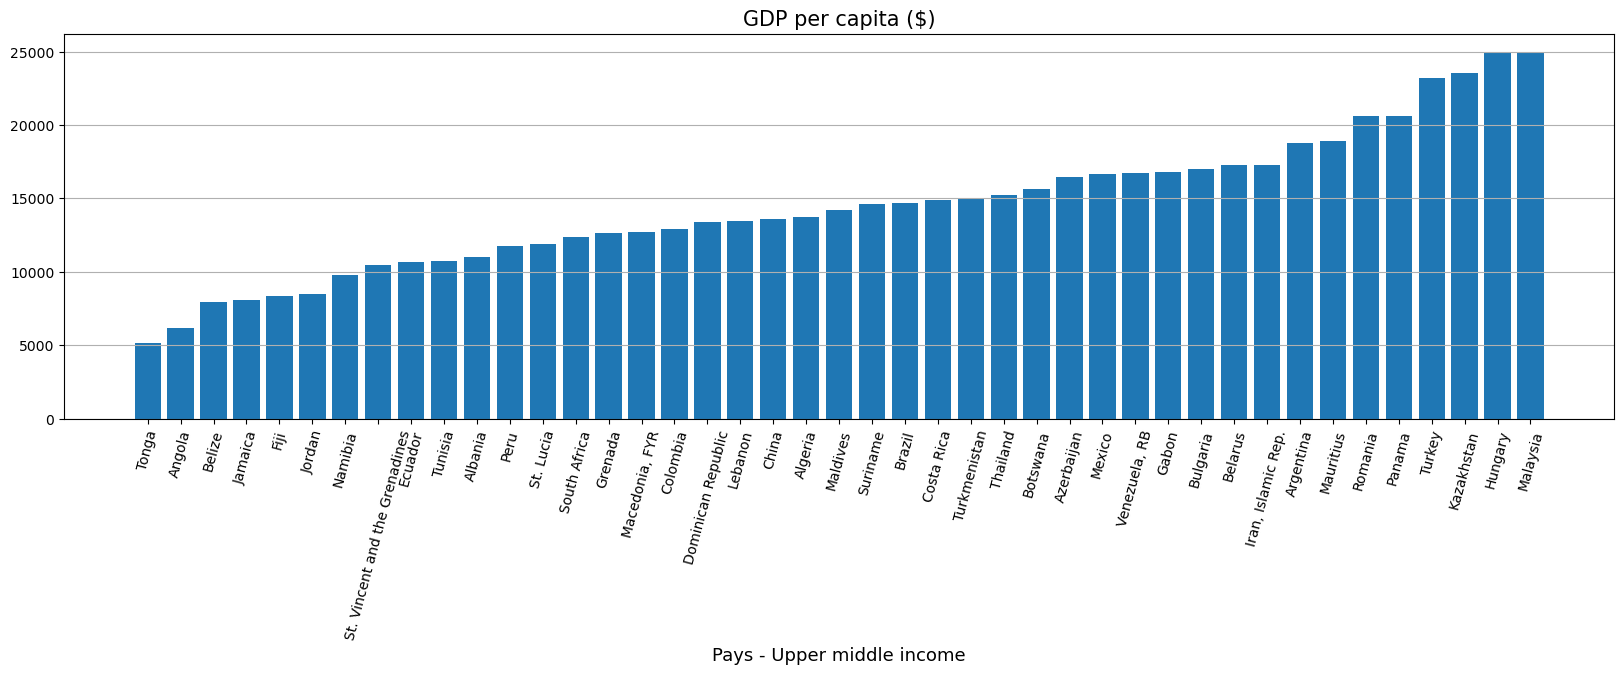 GDP per capita ($)
25000
20000
15000
10000
5000
0
Tonga
Angola
Belize
Jamaica
Fiji
Jordan
Namibia
St. Vincent and the Grenadines
Ecuador
Tunisia
Albania
Peru
St. Lucia
South Africa
Grenada
Macedonia, FYR
Colombia
Dominican Republic
Lebanon
China
Algeria
Maldives
Suriname
Brazil
Costa Rica
Turkmenistan
Thailand
Botswana
Azerbaijan
Mexico
Venezuela, RB
Gabon
Bulgaria
Belarus
Iran, Islamic Rep.
Argentina
Mauritius
Romania
Panama
Turkey
Kazakhstan
Hungary
Malaysia
Pays - Upper middle income